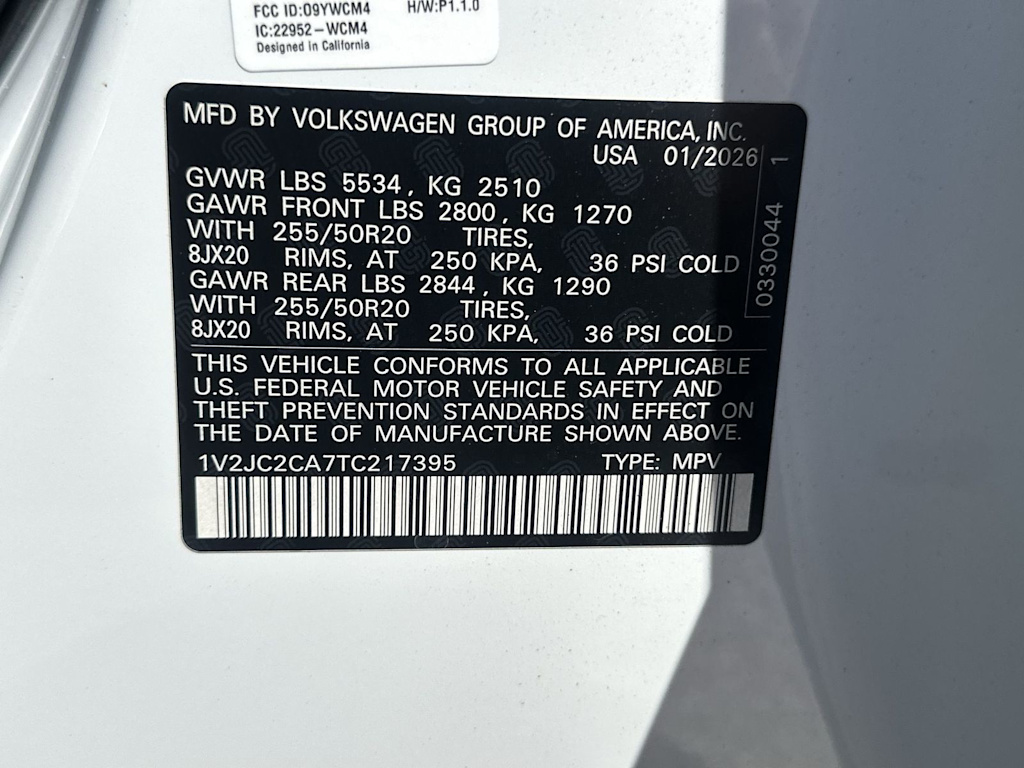 FCC ID:O9YWCM4 H/W:P1.1.0
IC:22952-WCM4
Designed in California
MFD BY VOLKSWAGEN GROUP OF AMERICA, INC.
USA 01/2026
GVWR LBS 5534, KG 2510
GAWR FRONT LBS 2800, KG 1270
WITH 255/50R20 TIRES,
8JX20 RIMS, AT 250 KPA, 36 PSI COLD
GAWR REAR LBS 2844, KG 1290
WITH 255/50R20 TIRES,
8JX20 RIMS, AT 250 KPA, 36 PSI COLD
0330044 1
THIS VEHICLE CONFORMS TO ALL APPLICABLE
U.S. FEDERAL MOTOR VEHICLE SAFETY AND
THEFT PREVENTION STANDARDS IN EFFECT ON
THE DATE OF MANUFACTURE SHOWN ABOVE.
1V2JC2CA7TC217395 TYPE: MPV